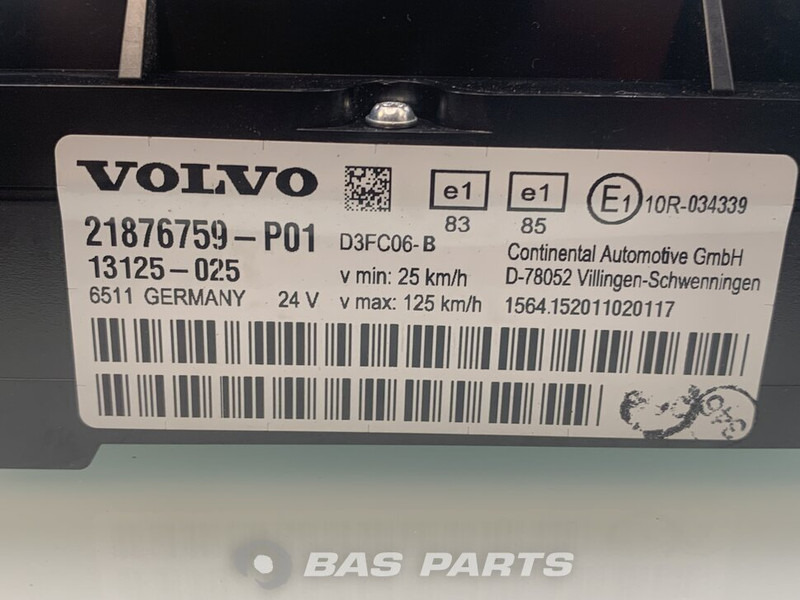 VOLVO
e1 e1 E1 10R-034339
83 85
21876759-P01 D3FC06-B Continental Automotive GmbH
13125-025 v min: 25 km/h D-78052 Villingen-Schwenningen
6511 GERMANY 24 V v max: 125 km/h 1564.152011020117
BAS PARTS